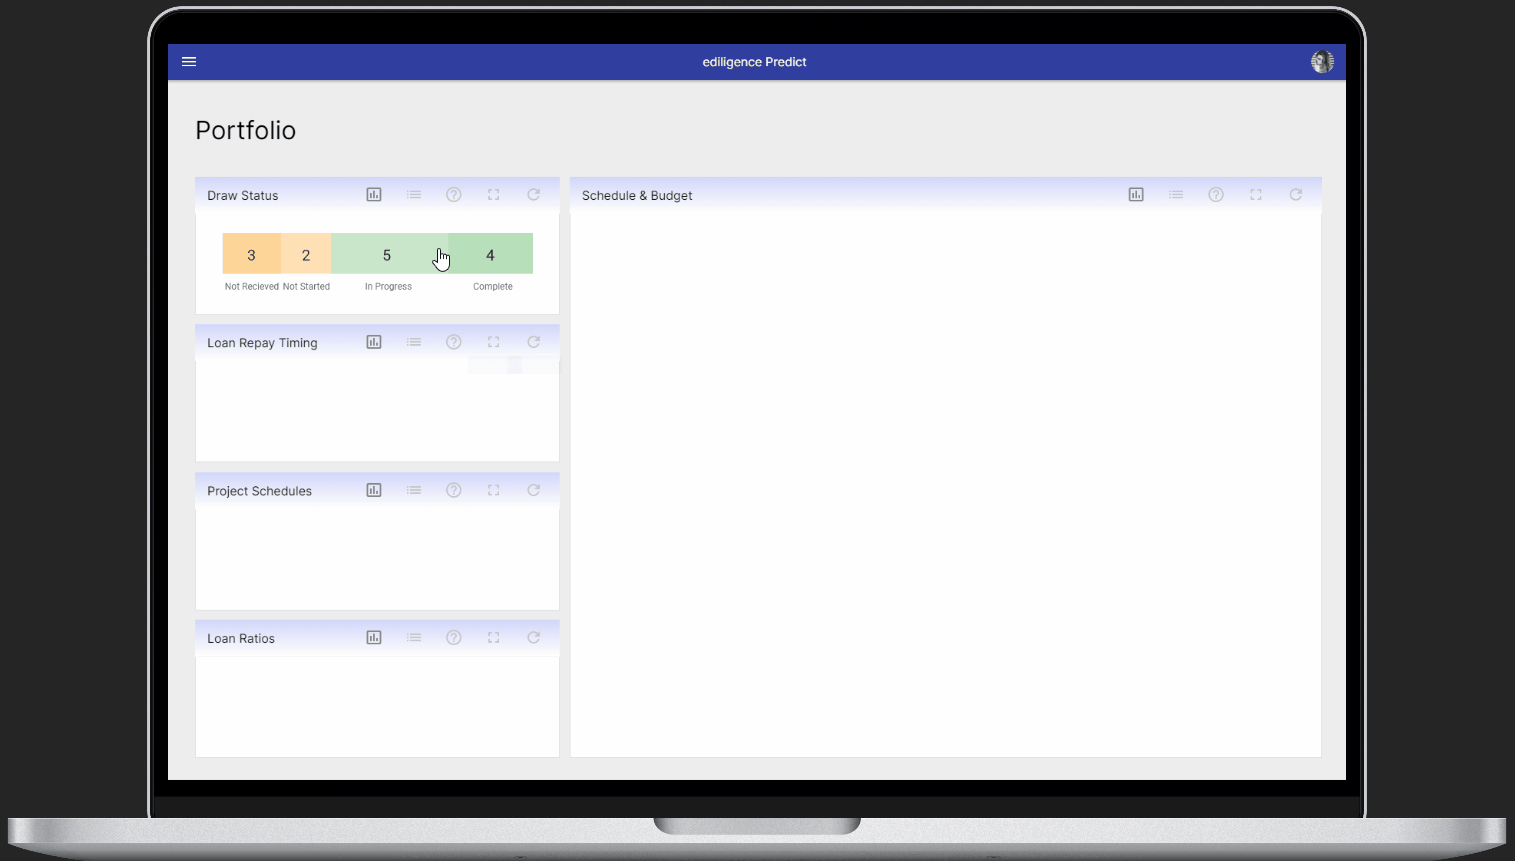 ediligence Predict
Portfolio
Draw Status
3 2 5 4
Not Recieved Not Started In Progress Complete
Loan Repay Timing
Project Schedules
Loan Ratios
Schedule & Budget